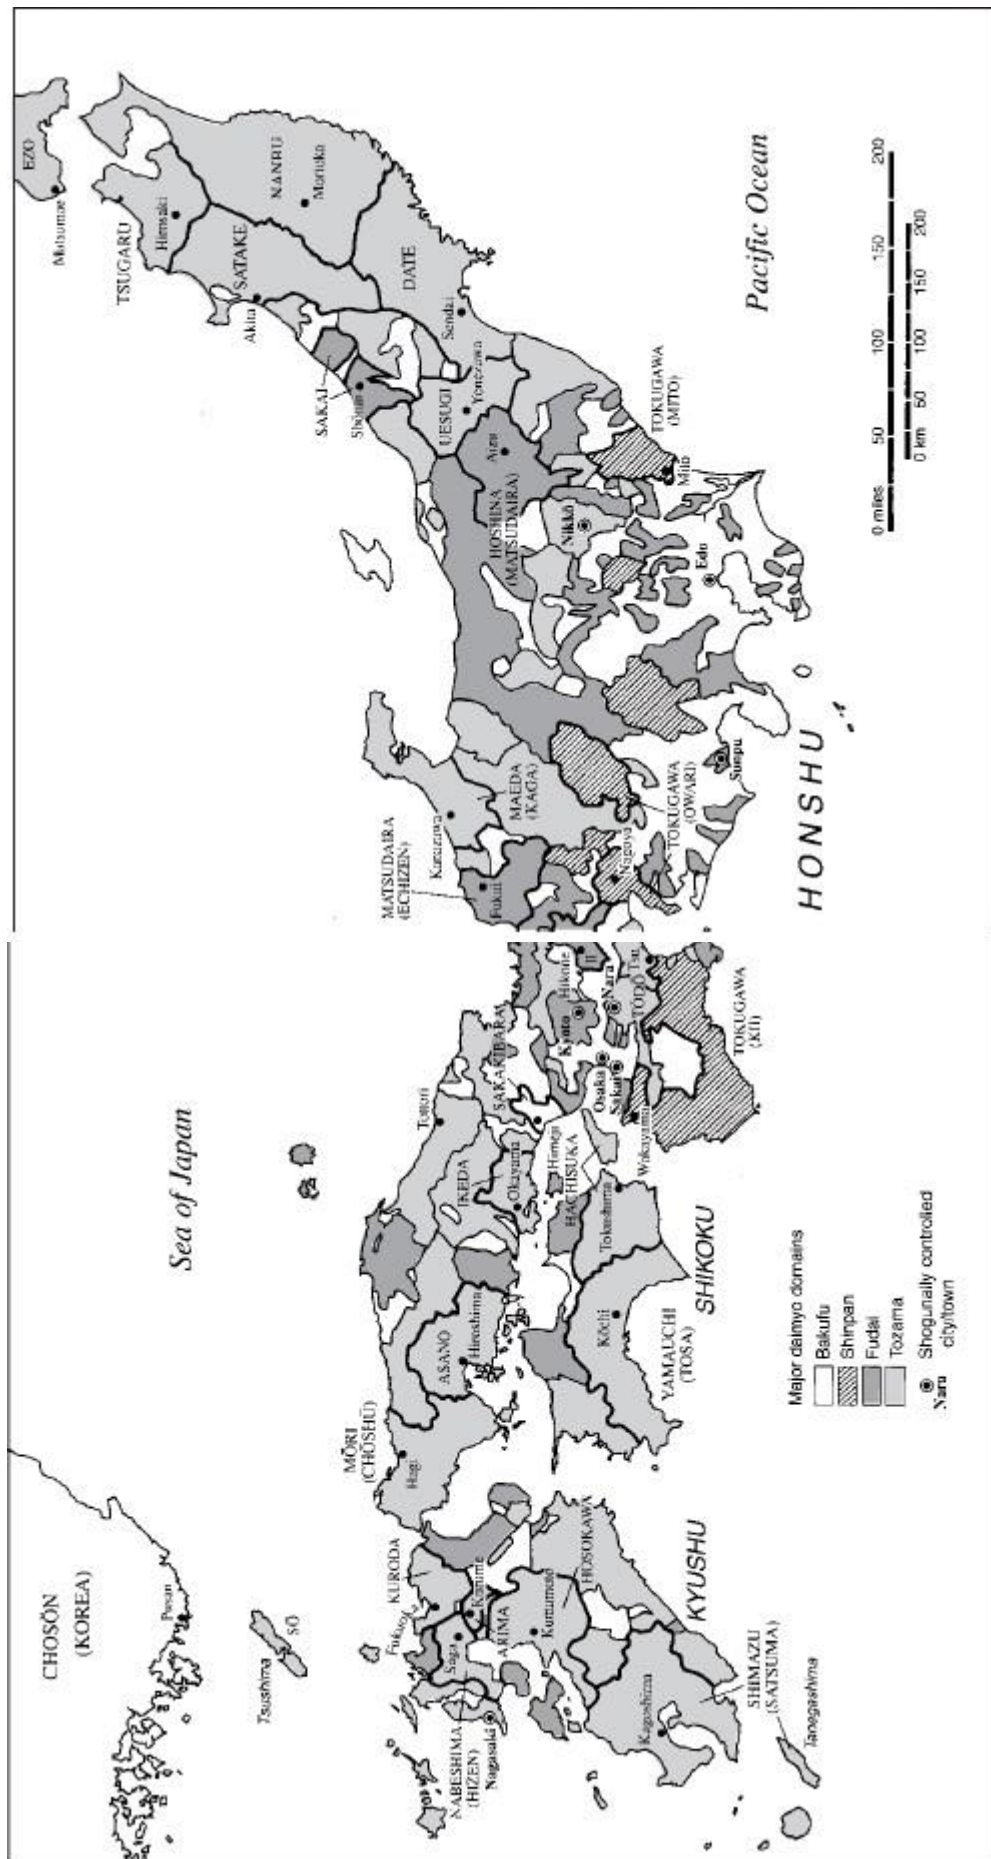 EZO
Matsumae
TSUGARU
Hirosaki
NANBU
Morioka
SATAKE
Akita
DATE
Sendai
SAKAI
Shōnai
UESUGI
Yonezawa
Aizu
HOSHINA
(MATSUDAIRA)
Nikkō
TOKUGAWA
(MITO)
Mito
Edo
Pacific Ocean
0 miles 50 100 150 200
0 km 50 100 150 200
HONSHU
Sunpu
TOKUGAWA
(OWARI)
Nagoya
MAEDA
(KAGA)
Kanazawa
MATSUDAIRA
(ECHIZEN)
Fukui
Sea of Japan
Hikone
II
Kyoto
Nara
Tsu
TŌDŌ
TOKUGAWA
(KII)
Osaka
Sakai
Wakayama
SAKAKIBARA
Himeji
Tottori
IKEDA
Okayama
HACHISUKA
Tokushima
SHIKOKU
Kōchi
YAMAUCHI
(TOSA)
ASANO
Hiroshima
MŌRI
(CHŌSHŪ)
Hagi
CHOSŎN
(KOREA)
Pusan
Tsushima
SŌ
KURODA
Fukuoka
Kurume
Saga
ARIMA
Kumamoto
HOSOKAWA
KYUSHU
NABESHIMA
(HIZEN)
Nagasaki
Kagoshima
SHIMAZU
(SATSUMA)
Tanegashima
Major daimyo domains
Bakufu
Shinpan
Fudai
Tozama
Nara
Shogunally controlled
city/town